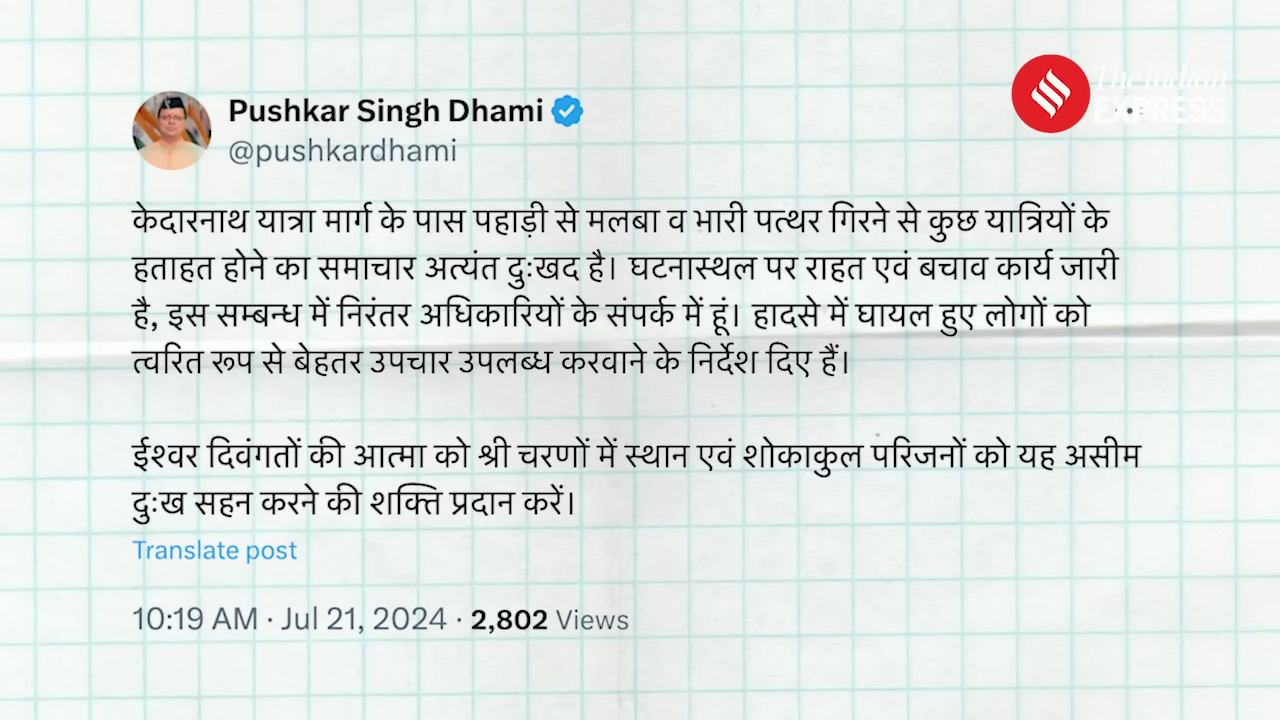 Pushkar Singh Dhami
@pushkardhami
The Indian
EXPRESS
केदारनाथ यात्रा मार्ग के पास पहाड़ी से मलबा व भारी पत्थर गिरने से कुछ यात्रियों के
हताहत होने का समाचार अत्यंत दुःखद है। घटनास्थल पर राहत एवं बचाव कार्य जारी
है, इस सम्बन्ध में निरंतर अधिकारियों के संपर्क में हूं। हादसे में घायल हुए लोगों को
त्वरित रूप से बेहतर उपचार उपलब्ध करवाने के निर्देश दिए हैं।
ईश्वर दिवंगतों की आत्मा को श्री चरणों में स्थान एवं शोकाकुल परिजनों को यह असीम
दुःख सहन करने की शक्ति प्रदान करें।
Translate post
10:19 AM · Jul 21, 2024 · 2,802 Views